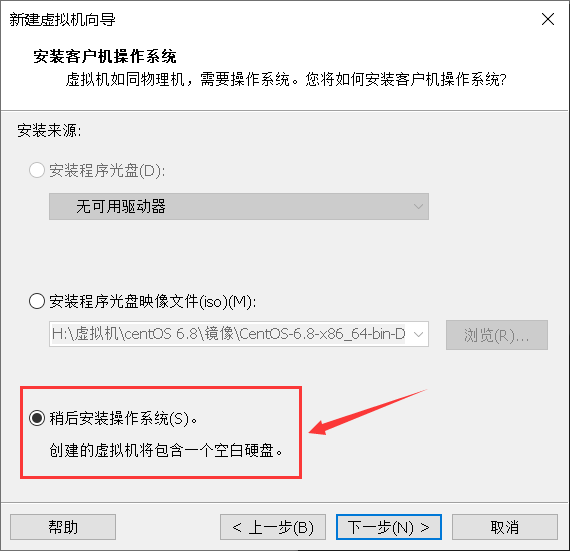 新建虚拟机向导
安装客户机操作系统
虚拟机如同物理机，需要操作系统。您将如何安装客户机操作系统?
安装来源:
安装程序光盘(D):
无可用驱动器
安装程序光盘映像文件(iso)(M):
H:\虚拟机\centOS 6.8\镜像\CentOS-6.8-x86_64-bin-D
浏览(R)...
稍后安装操作系统(S)。
创建的虚拟机将包含一个空白硬盘。
帮助
< 上一步(B)
下一步(N) >
取消